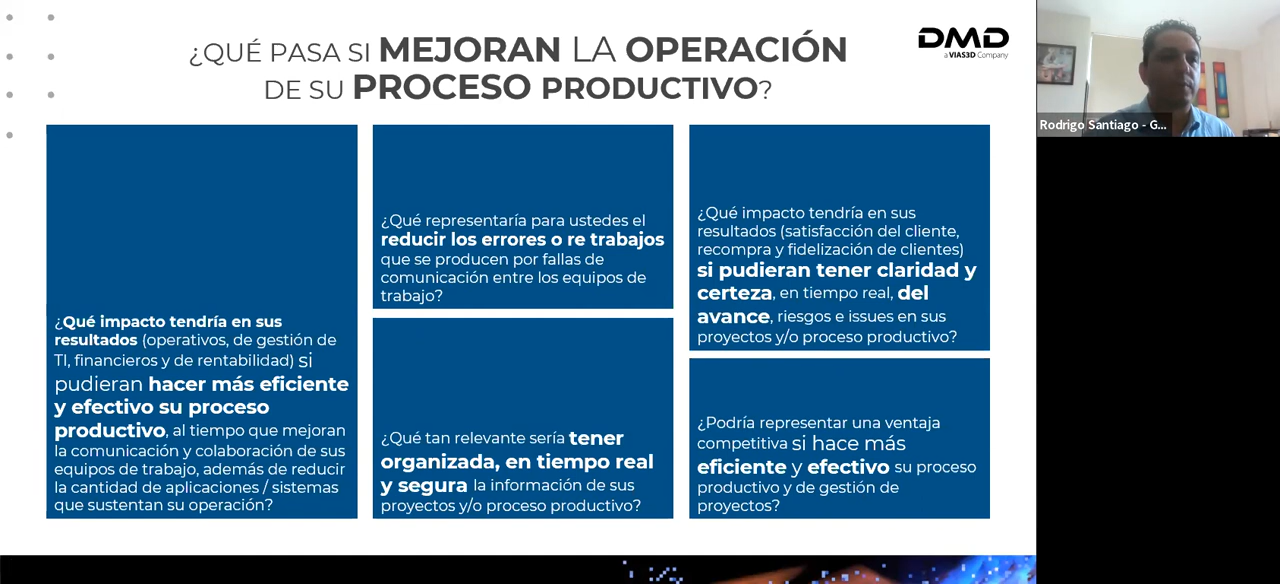 ¿QUÉ PASA SI MEJORAN LA OPERACIÓN
DE SU PROCESO PRODUCTIVO?
DMD
a VIAS3D Company
Rodrigo Santiago - G...
¿Qué impacto tendría en sus
resultados (operativos, de gestión de
TI, financieros y de rentabilidad) si
pudieran hacer más eficiente
y efectivo su proceso
productivo, al tiempo que mejoran
la comunicación y colaboración de sus
equipos de trabajo, además de reducir
la cantidad de aplicaciones / sistemas
que sustentan su operación?
¿Qué representaría para ustedes el
reducir los errores o re trabajos
que se producen por fallas de
comunicación entre los equipos de
trabajo?
¿Qué tan relevante sería tener
organizada, en tiempo real
y segura la información de sus
proyectos y/o proceso productivo?
¿Qué impacto tendría en sus
resultados (satisfacción del cliente,
recompra y fidelización de clientes)
si pudieran tener claridad y
certeza, en tiempo real, del
avance, riesgos e issues en sus
proyectos y/o proceso productivo?
¿Podría representar una ventaja
competitiva si hace más
eficiente y efectivo su proceso
productivo y de gestión de
proyectos?